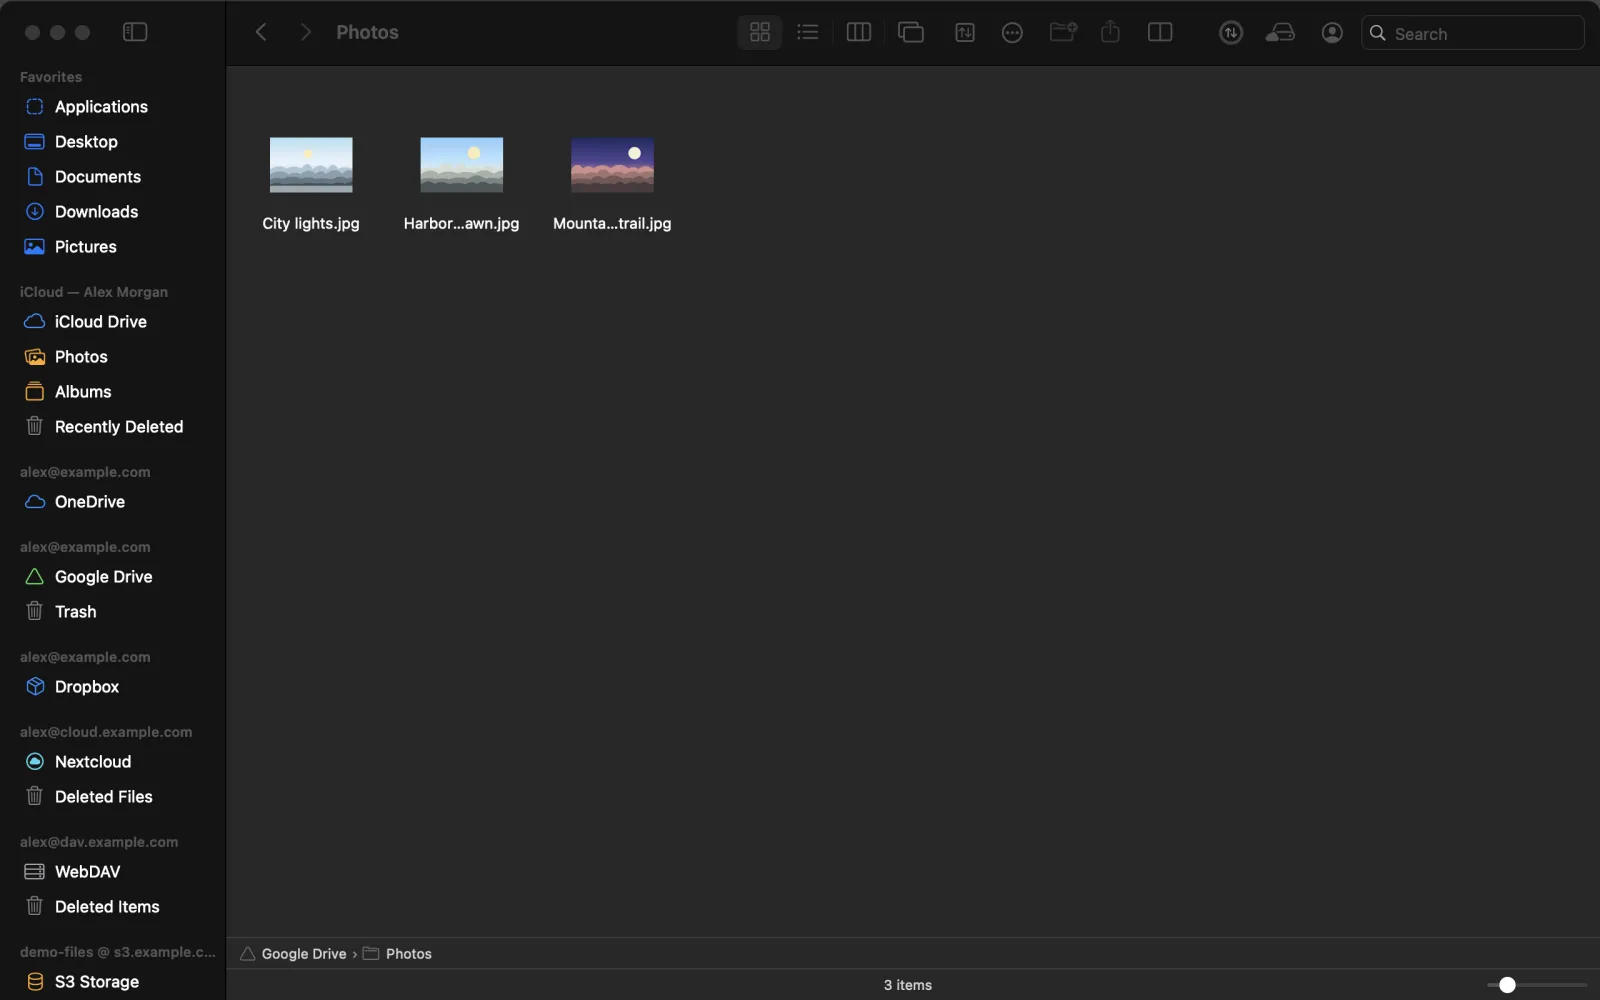 Photos
Search
Favorites
Applications
Desktop
Documents
Downloads
Pictures
iCloud — Alex Morgan
iCloud Drive
Photos
Albums
Recently Deleted
alex@example.com
OneDrive
alex@example.com
Google Drive
Trash
alex@example.com
Dropbox
alex@cloud.example.com
Nextcloud
Deleted Files
alex@dav.example.com
WebDAV
Deleted Items
demo-files @ s3.example.c...
S3 Storage
City lights.jpg
Harbor...awn.jpg
Mounta...trail.jpg
Google Drive › Photos
3 items